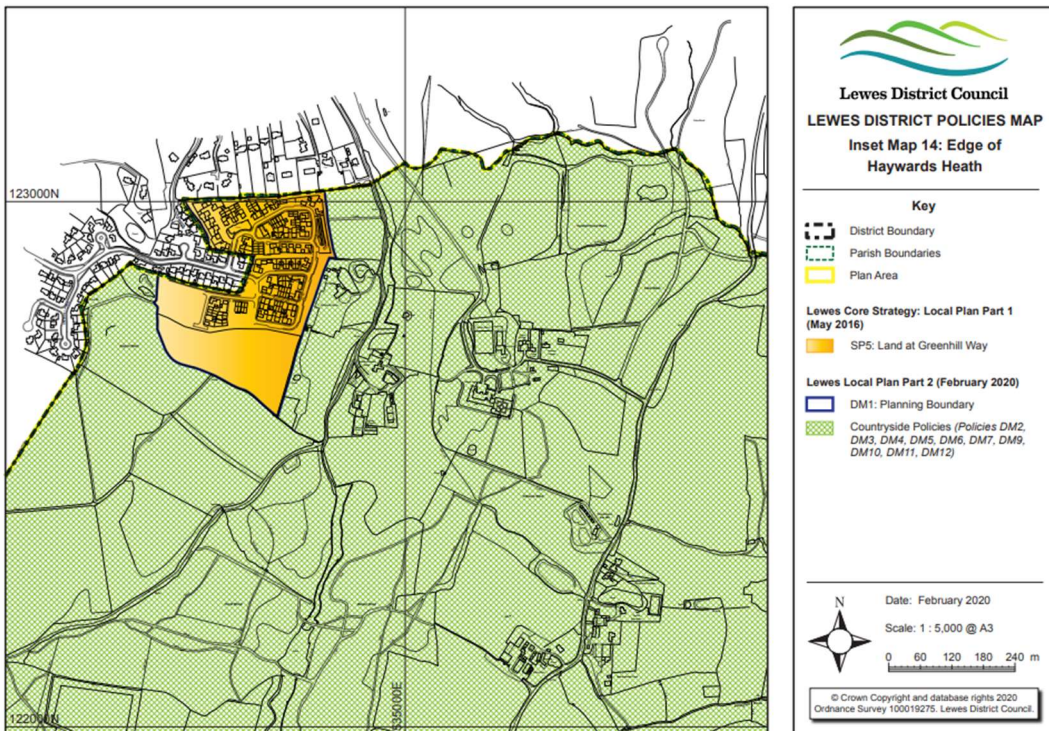 123000N
122000N
535000E
Lewes District Council
LEWES DISTRICT POLICIES MAP
Inset Map 14: Edge of
Haywards Heath
Key
District Boundary
Parish Boundaries
Plan Area
Lewes Core Strategy: Local Plan Part 1
(May 2016)
SP5: Land at Greenhill Way
Lewes Local Plan Part 2 (February 2020)
DM1: Planning Boundary
Countryside Policies (Policies DM2,
DM3, DM4, DM5, DM6, DM7, DM9,
DM10, DM11, DM12)
N
Date: February 2020
Scale: 1 : 5,000 @ A3
0 60 120 180 240 m
© Crown Copyright and database rights 2020
Ordnance Survey 100019275. Lewes District Council.